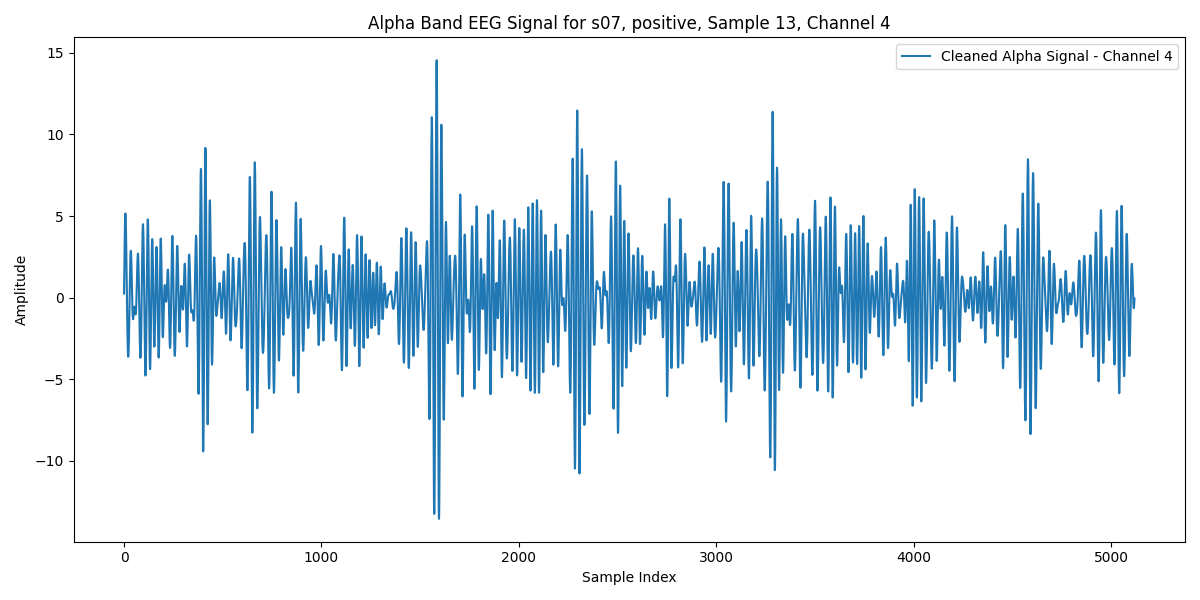 Alpha Band EEG Signal for s07, positive, Sample 13, Channel 4
Cleaned Alpha Signal - Channel 4
Amplitude
15
10
5
0
−5
−10
0 1000 2000 3000 4000 5000
Sample Index